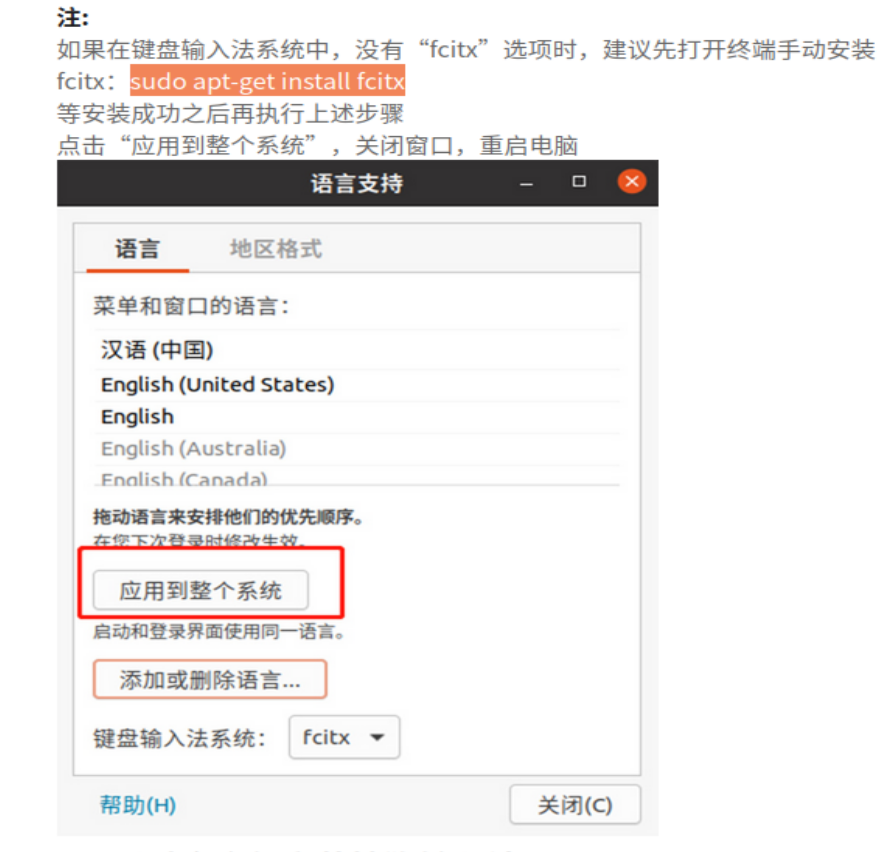 注:
如果在键盘输入法系统中，没有“fcitx”选项时，建议先打开终端手动安装
fcitx：sudo apt-get install fcitx
等安装成功之后再执行上述步骤
点击“应用到整个系统”，关闭窗口，重启电脑
语言支持
语言 地区格式
菜单和窗口的语言：
汉语 (中国)
English (United States)
English
English (Australia)
English (Canada)
拖动语言来安排他们的优先顺序。
在您下次登录时修改生效。
应用到整个系统
启动和登录界面使用同一语言。
添加或删除语言...
键盘输入法系统： fcitx
帮助(H) 关闭(C)